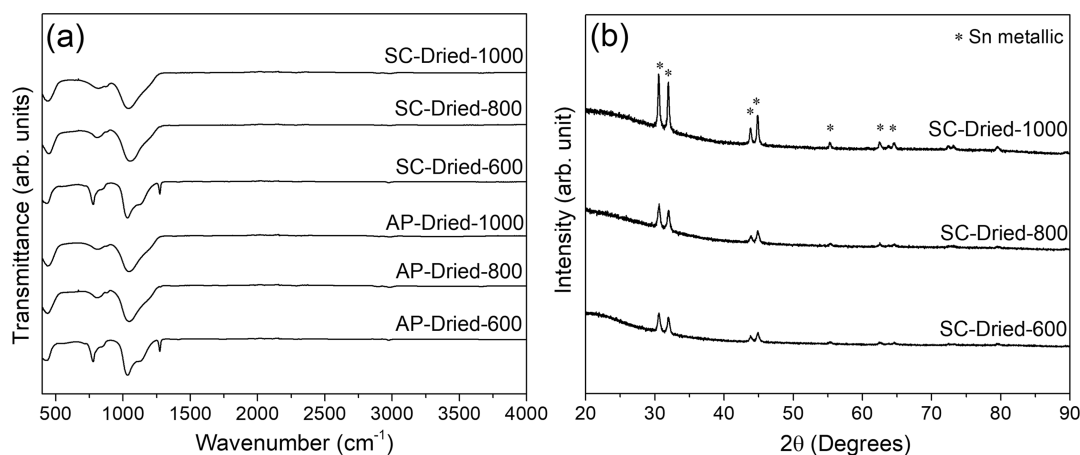 (a)
SC-Dried-1000
SC-Dried-800
SC-Dried-600
AP-Dried-1000
AP-Dried-800
AP-Dried-600
Transmittance (arb. units)
500 1000 1500 2000 2500 3000 3500 4000
Wavenumber (cm⁻¹)
(b)
* Sn metallic
* * * * * * *
SC-Dried-1000
SC-Dried-800
SC-Dried-600
Intensity (arb. unit)
20 30 40 50 60 70 80 90
2θ (Degrees)